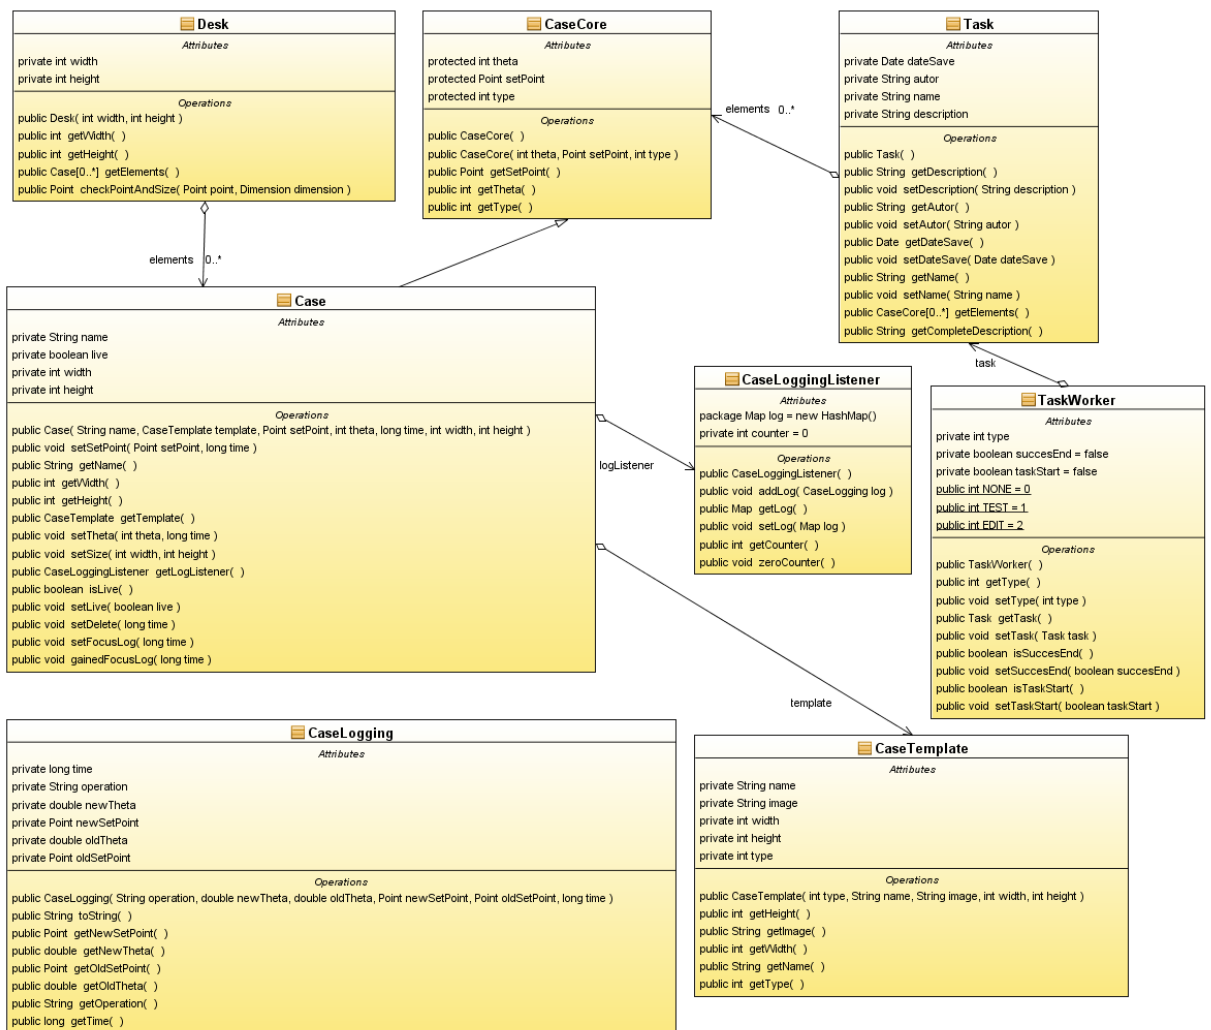 Desk
Attributes
private int width
private int height
Operations
public Desk( int width, int height )
public int getWidth( )
public int getHeight( )
public Case[0..*] getElements( )
public Point checkPointAndSize( Point point, Dimension dimension )
CaseCore
Attributes
protected int theta
protected Point setPoint
protected int type
Operations
public CaseCore( )
public CaseCore( int theta, Point setPoint, int type )
public Point getSetPoint( )
public int getTheta( )
public int getType( )
Task
Attributes
private Date dateSave
private String autor
private String name
private String description
Operations
public Task( )
public String getDescription( )
public void setDescription( String description )
public String getAutor( )
public void setAutor( String autor )
public Date getDateSave( )
public void setDateSave( Date dateSave )
public String getName( )
public void setName( String name )
public CaseCore[0..*] getElements( )
public String getCompleteDescription( )
elements 0..*
elements 0..*
Case
Attributes
private String name
private boolean live
private int width
private int height
Operations
public Case( String name, CaseTemplate template, Point setPoint, int theta, long time, int width, int height )
public void setSetPoint( Point setPoint, long time )
public String getName( )
public int getWidth( )
public int getHeight( )
public CaseTemplate getTemplate( )
public void setTheta( int theta, long time )
public void setSize( int width, int height )
public CaseLoggingListener getLogListener( )
public boolean isLive( )
public void setLive( boolean live )
public void setDelete( long time )
public void setFocusLog( long time )
public void gainedFocusLog( long time )
logListener
CaseLoggingListener
Attributes
package Map log = new HashMap()
private int counter = 0
Operations
public CaseLoggingListener( )
public void addLog( CaseLogging log )
public Map getLog( )
public void setLog( Map log )
public int getCounter( )
public void zeroCounter( )
task
TaskWorker
Attributes
private int type
private boolean succesEnd = false
private boolean taskStart = false
public int NONE = 0
public int TEST = 1
public int EDIT = 2
Operations
public TaskWorker( )
public int getType( )
public void setType( int type )
public Task getTask( )
public void setTask( Task task )
public boolean isSuccesEnd( )
public void setSuccesEnd( boolean succesEnd )
public boolean isTaskStart( )
public void setTaskStart( boolean taskStart )
template
CaseLogging
Attributes
private long time
private String operation
private double newTheta
private Point newSetPoint
private double oldTheta
private Point oldSetPoint
Operations
public CaseLogging( String operation, double newTheta, double oldTheta, Point newSetPoint, Point oldSetPoint, long time )
public String toString( )
public Point getNewSetPoint( )
public double getNewTheta( )
public Point getOldSetPoint( )
public double getOldTheta( )
public String getOperation( )
public long getTime( )
CaseTemplate
Attributes
private String name
private String image
private int width
private int height
private int type
Operations
public CaseTemplate( int type, String name, String image, int width, int height )
public int getHeight( )
public String getImage( )
public int getWidth( )
public String getName( )
public int getType( )